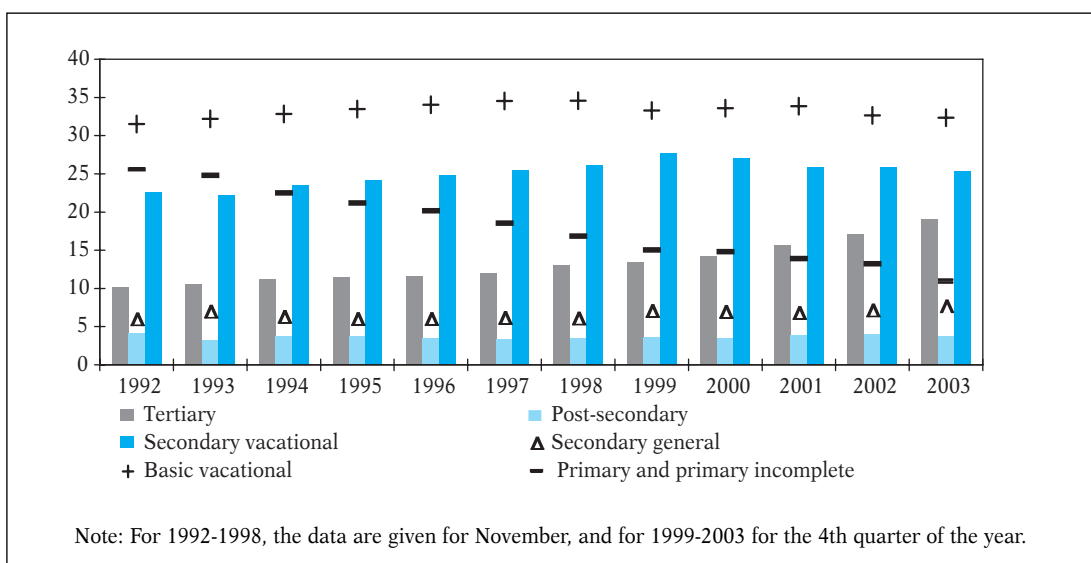 40
35
30
25
20
15
10
5
0
1992 1993 1994 1995 1996 1997 1998 1999 2000 2001 2002 2003
Tertiary
Post-secondary
Secondary vacational
Secondary general
Basic vacational
Primary and primary incomplete
Note: For 1992-1998, the data are given for November, and for 1999-2003 for the 4th quarter of the year.